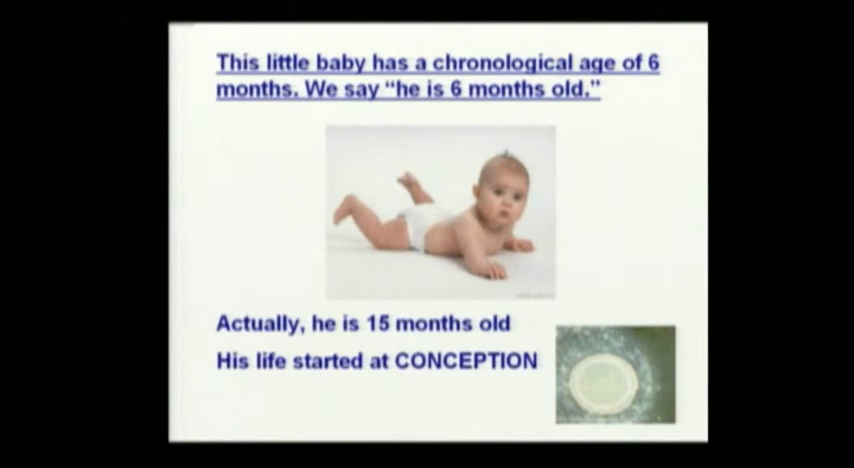 This little baby has a chronological age of 6
months. We say “he is 6 months old.”
Actually, he is 15 months old
His life started at CONCEPTION